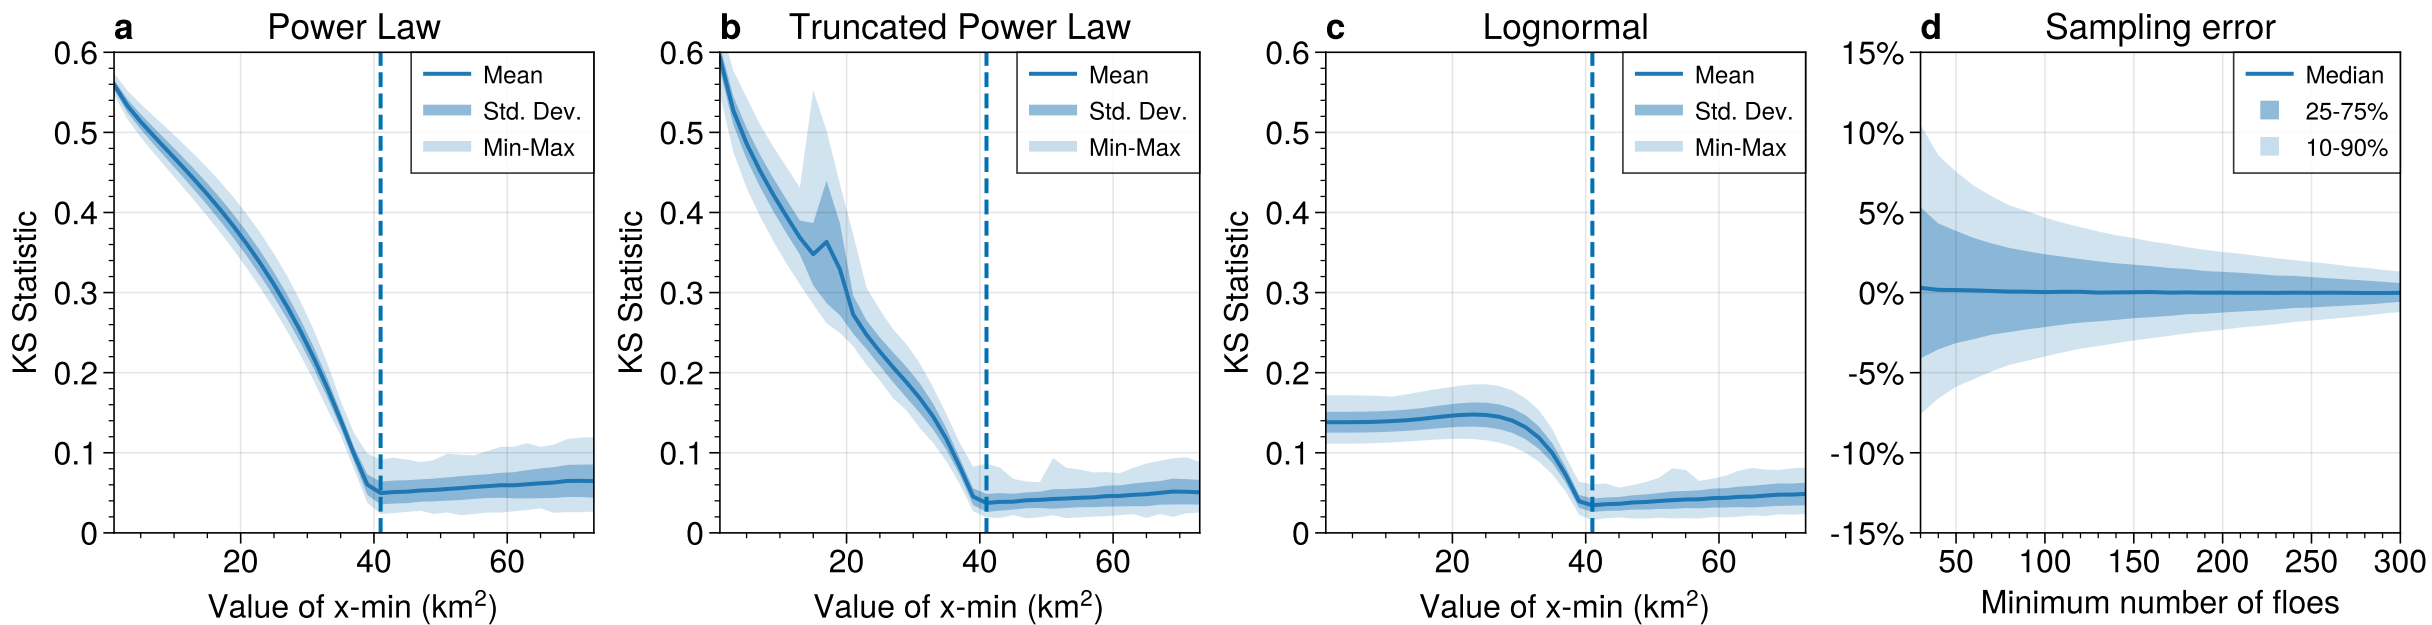 a Power Law
0.6
0.5
0.4
0.3
0.2
0.1
0
KS Statistic
Mean
Std. Dev.
Min-Max
20 40 60
Value of x-min (km²)
b Truncated Power Law
0.6
0.5
0.4
0.3
0.2
0.1
0
KS Statistic
Mean
Std. Dev.
Min-Max
20 40 60
Value of x-min (km²)
c Lognormal
0.6
0.5
0.4
0.3
0.2
0.1
0
KS Statistic
Mean
Std. Dev.
Min-Max
20 40 60
Value of x-min (km²)
d Sampling error
15%
10%
5%
0%
-5%
-10%
-15%
Median
25-75%
10-90%
50 100 150 200 250 300
Minimum number of floes